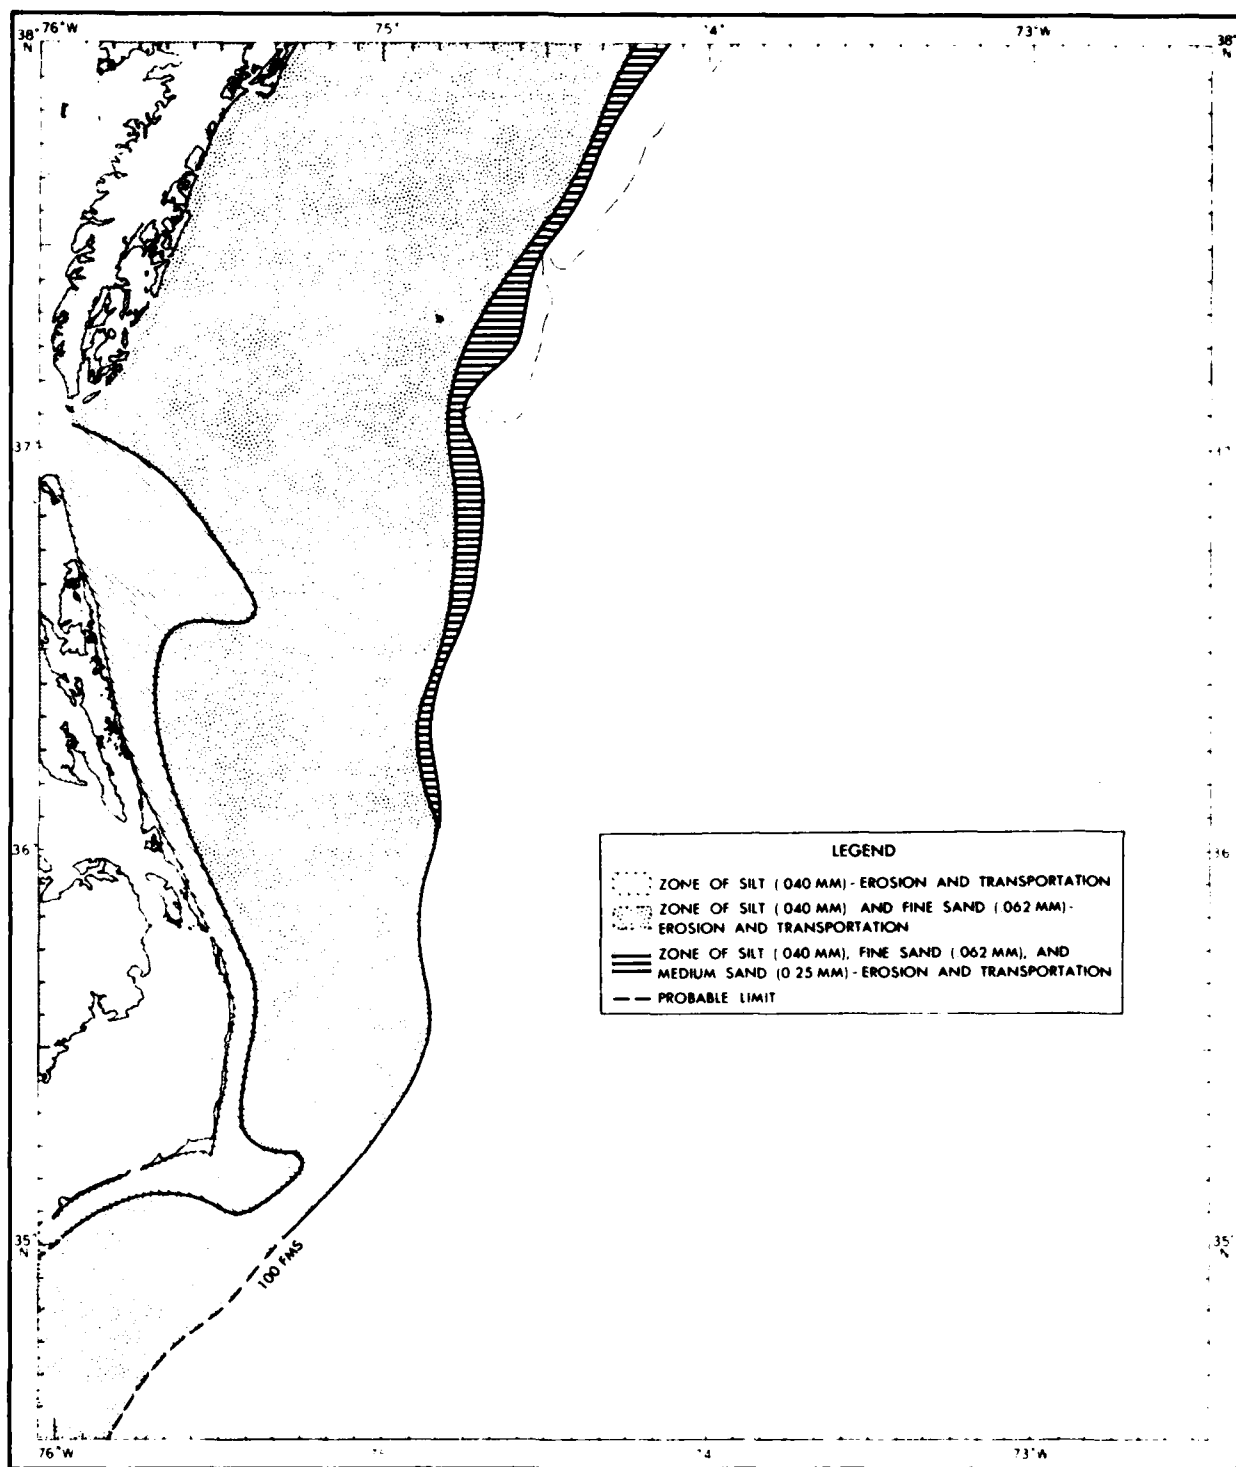 76°W 75° 74° 73°W
38° N 38° N
37°
36° 36
LEGEND
ZONE OF SILT (040 MM) - EROSION AND TRANSPORTATION
ZONE OF SILT (040 MM) AND FINE SAND (.062 MM) -
EROSION AND TRANSPORTATION
ZONE OF SILT (040 MM), FINE SAND (.062 MM), AND
MEDIUM SAND (0 25 MM) - EROSION AND TRANSPORTATION
PROBABLE LIMIT
35° N 35° N
100 FMS
76°W 73°W